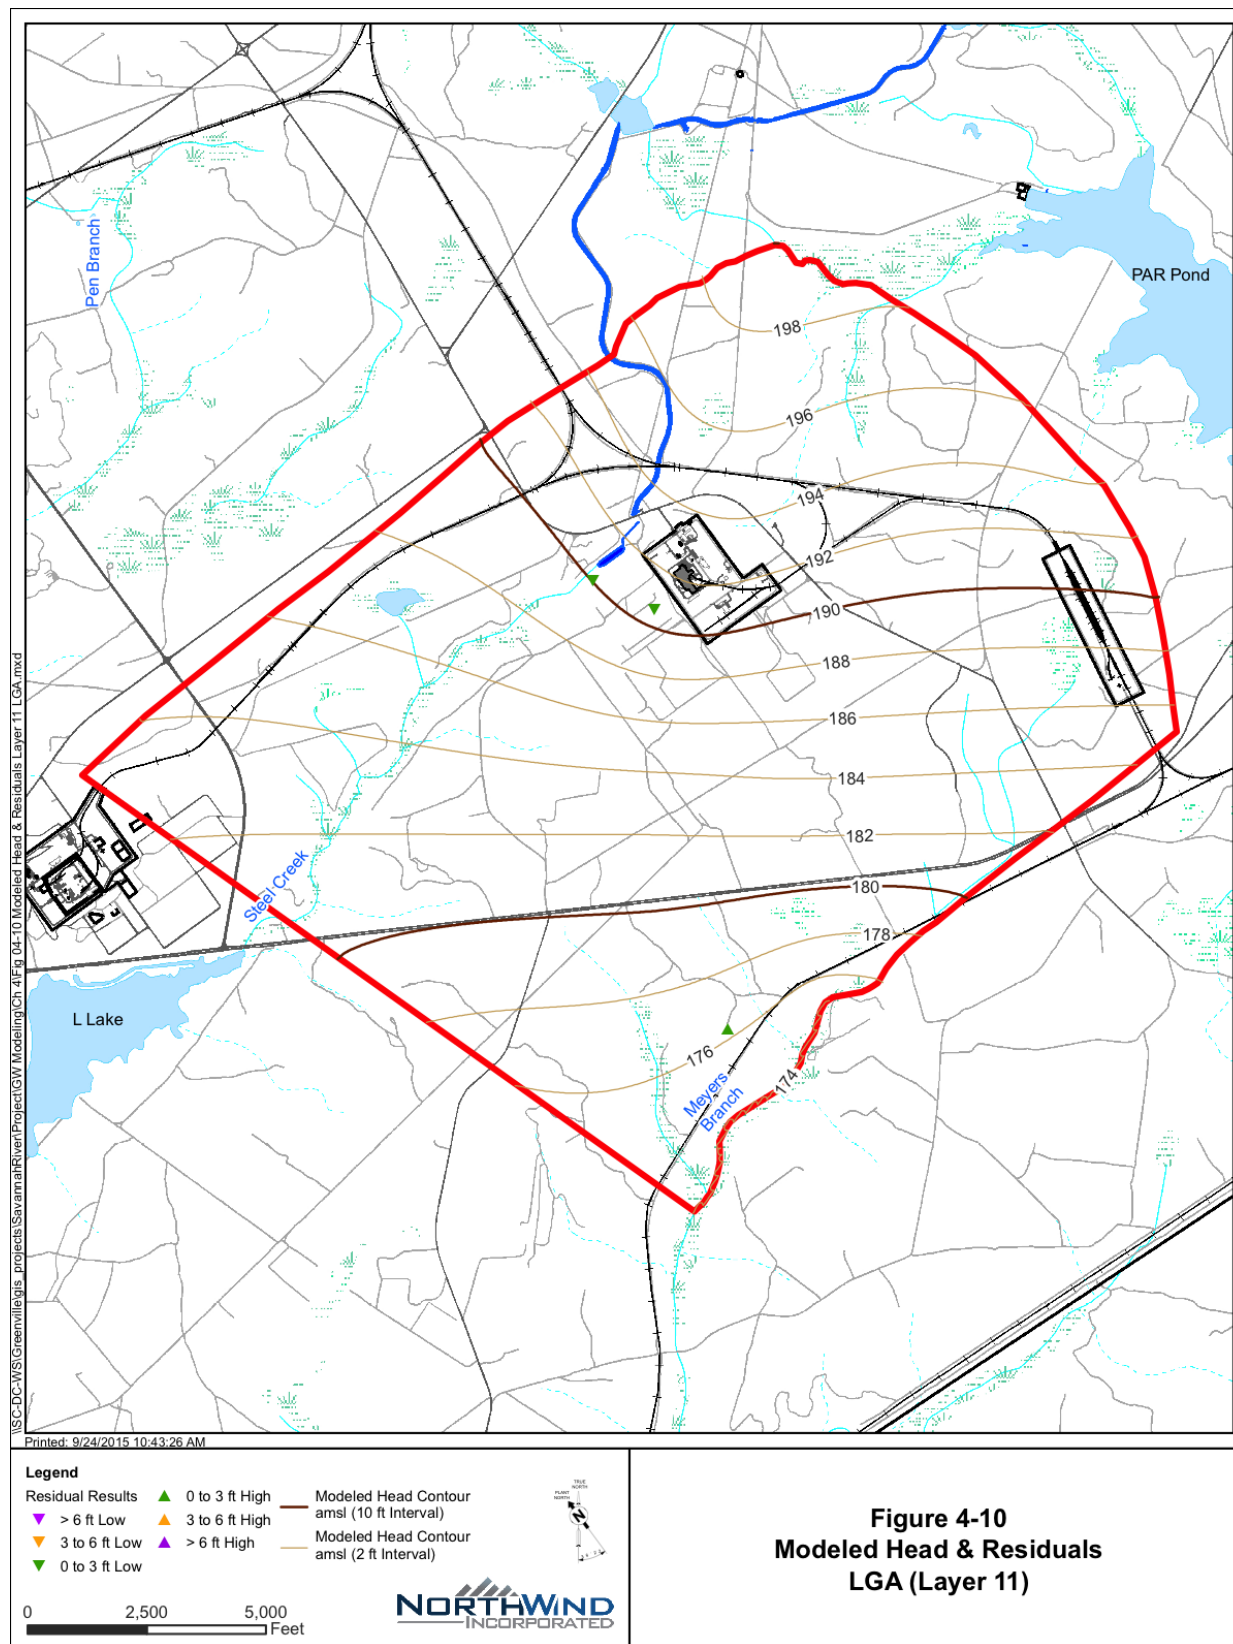 PAR Pond
Pen Branch
198
196
194
192
190
188
186
184
182
180
178
176
174
Steel Creek
L Lake
Meyers
Branch
\\SC-DC-WS\Greenville\gis_projects\SavannahRiver\Project\GW Modeling\Ch 4\Fig 04-10 Modeled Head & Residuals Layer 11 LGA.mxd
Printed: 9/24/2015 10:43:26 AM
Legend
Residual Results
> 6 ft Low
3 to 6 ft Low
0 to 3 ft Low
0 to 3 ft High
3 to 6 ft High
> 6 ft High
Modeled Head Contour
amsl (10 ft Interval)
Modeled Head Contour
amsl (2 ft Interval)
TRUE
NORTH
PLANT
NORTH
N
0 2,500 5,000
Feet
NORTHWIND
INCORPORATED
Figure 4-10
Modeled Head & Residuals
LGA (Layer 11)